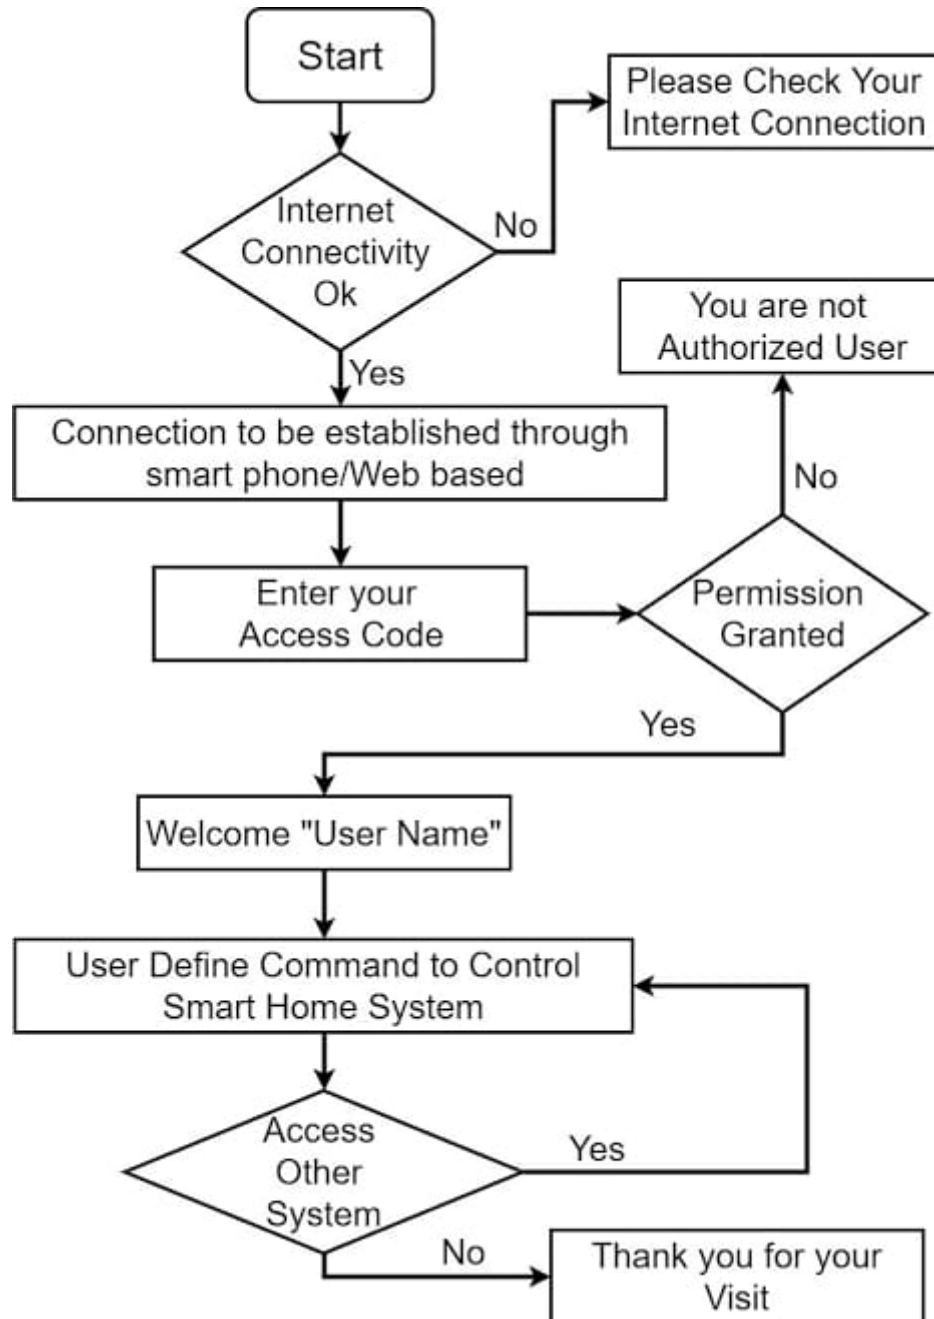 Start
Please Check Your
Internet Connection
Internet
Connectivity
Ok
No
Yes
You are not
Authorized User
Connection to be established through
smart phone/Web based
No
Enter your
Access Code
Permission
Granted
Yes
Welcome "User Name"
User Define Command to Control
Smart Home System
Access
Other
System
Yes
No
Thank you for your
Visit